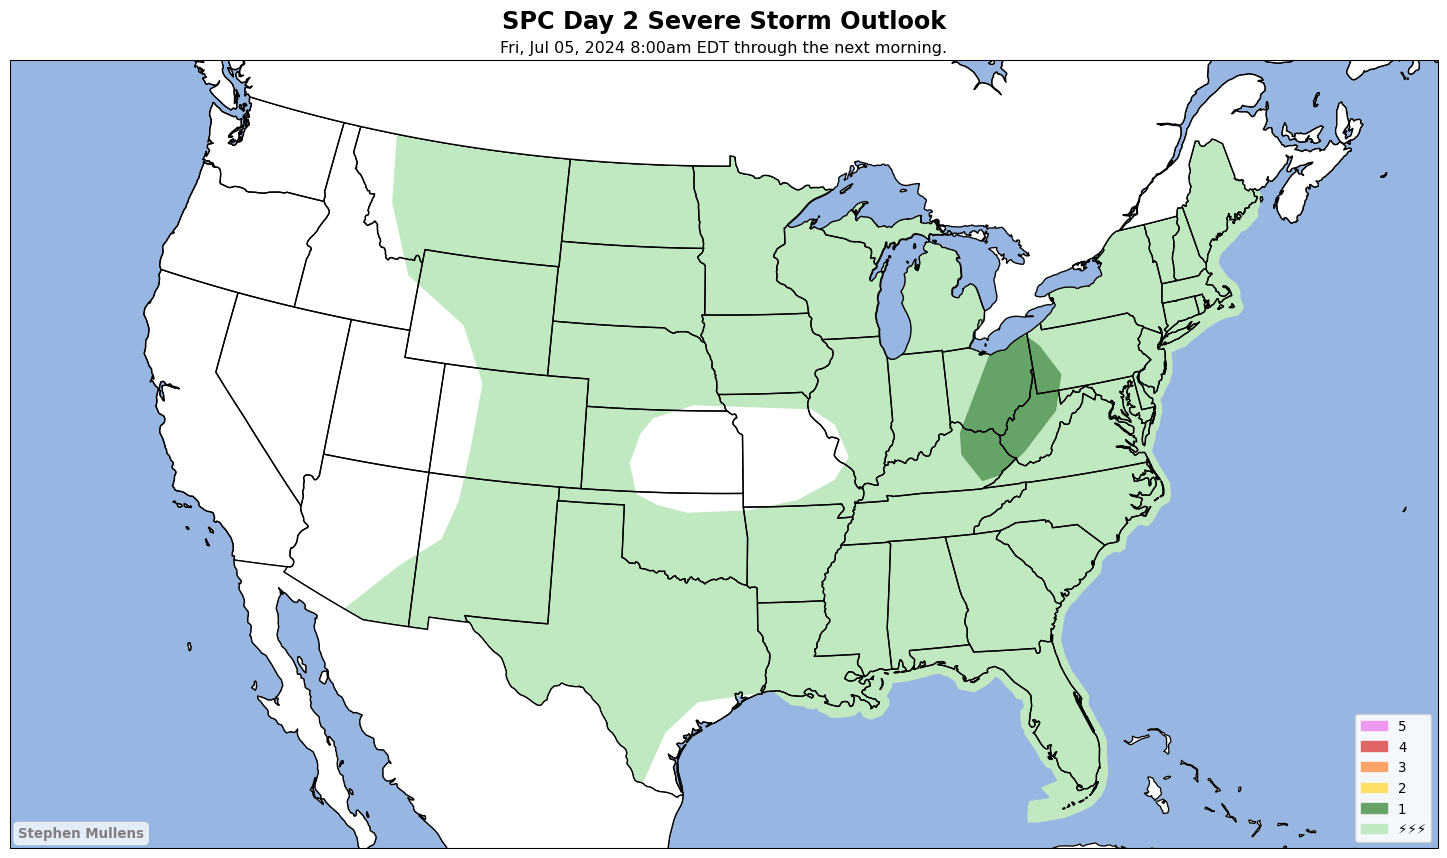 SPC Day 2 Severe Storm Outlook
Fri, Jul 05, 2024 8:00am EDT through the next morning.
5
4
3
2
1
⚡⚡⚡
Stephen Mullens